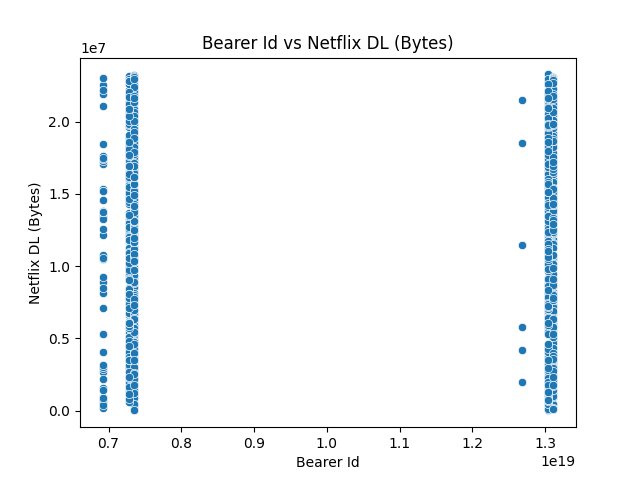 Bearer Id vs Netflix DL (Bytes)
1e7
2.0
1.5
1.0
0.5
0.0
Netflix DL (Bytes)
0.7 0.8 0.9 1.0 1.1 1.2 1.3
1e19
Bearer Id